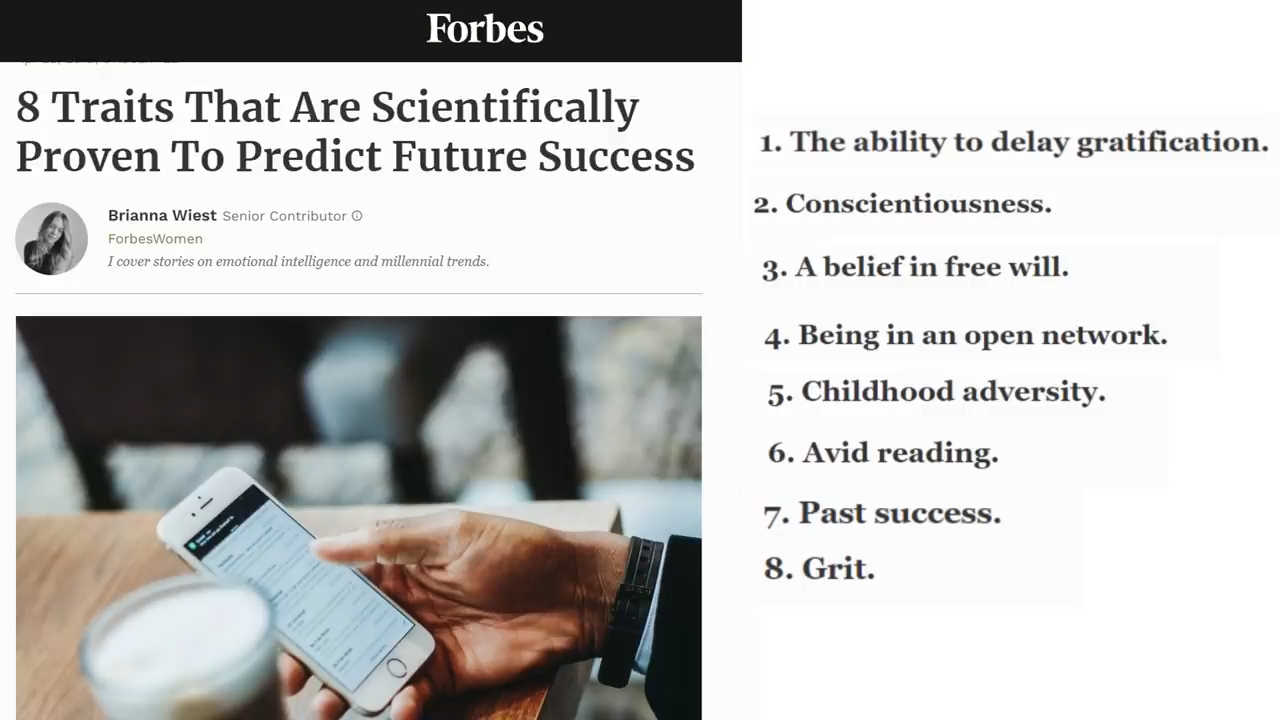 Forbes
8 Traits That Are Scientifically
Proven To Predict Future Success
Brianna Wiest Senior Contributor
ForbesWomen
I cover stories on emotional intelligence and millennial trends.
1. The ability to delay gratification.
2. Conscientiousness.
3. A belief in free will.
4. Being in an open network.
5. Childhood adversity.
6. Avid reading.
7. Past success.
8. Grit.